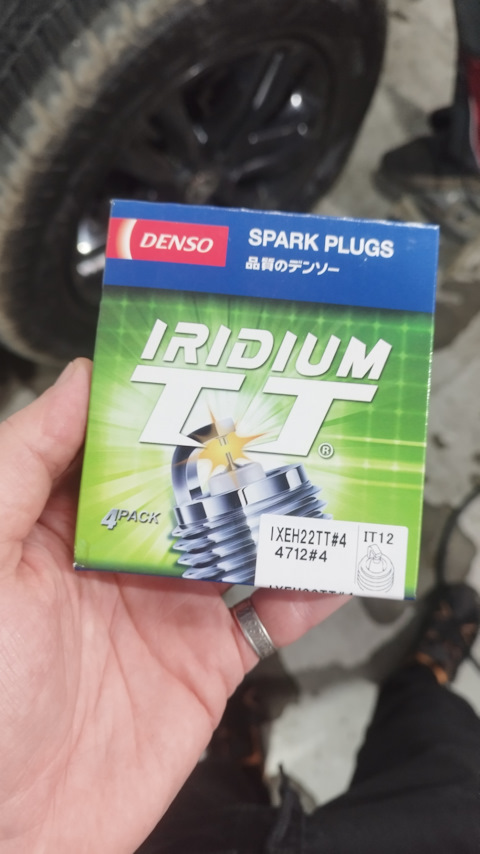 DENSO
SPARK PLUGS
品質のデンソー
IRIDIUM
TT®
4PACK
IXEH22TT#4
4712#4
IT12